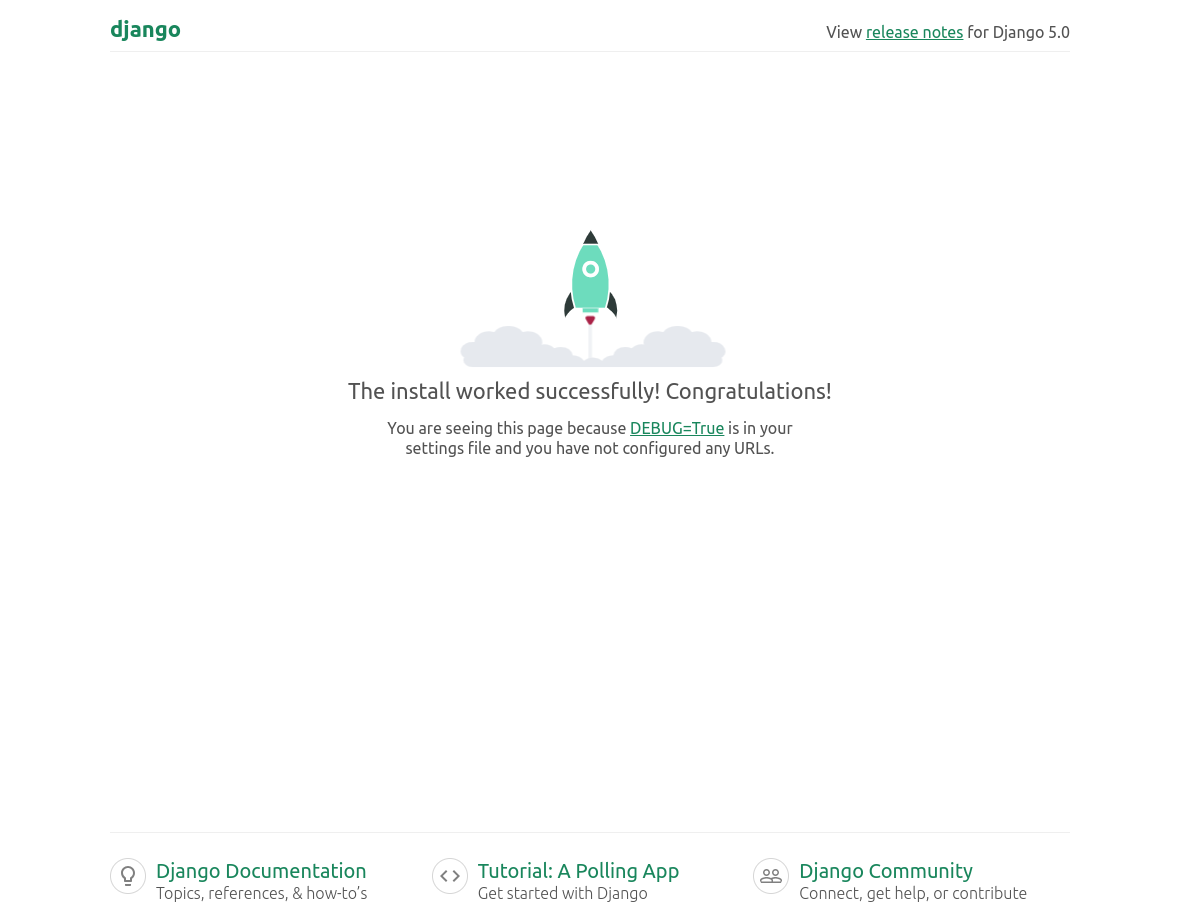 django
View release notes for Django 5.0
The install worked successfully! Congratulations!
You are seeing this page because DEBUG=True is in your
settings file and you have not configured any URLs.
Django Documentation
Topics, references, & how-to’s
Tutorial: A Polling App
Get started with Django
Django Community
Connect, get help, or contribute